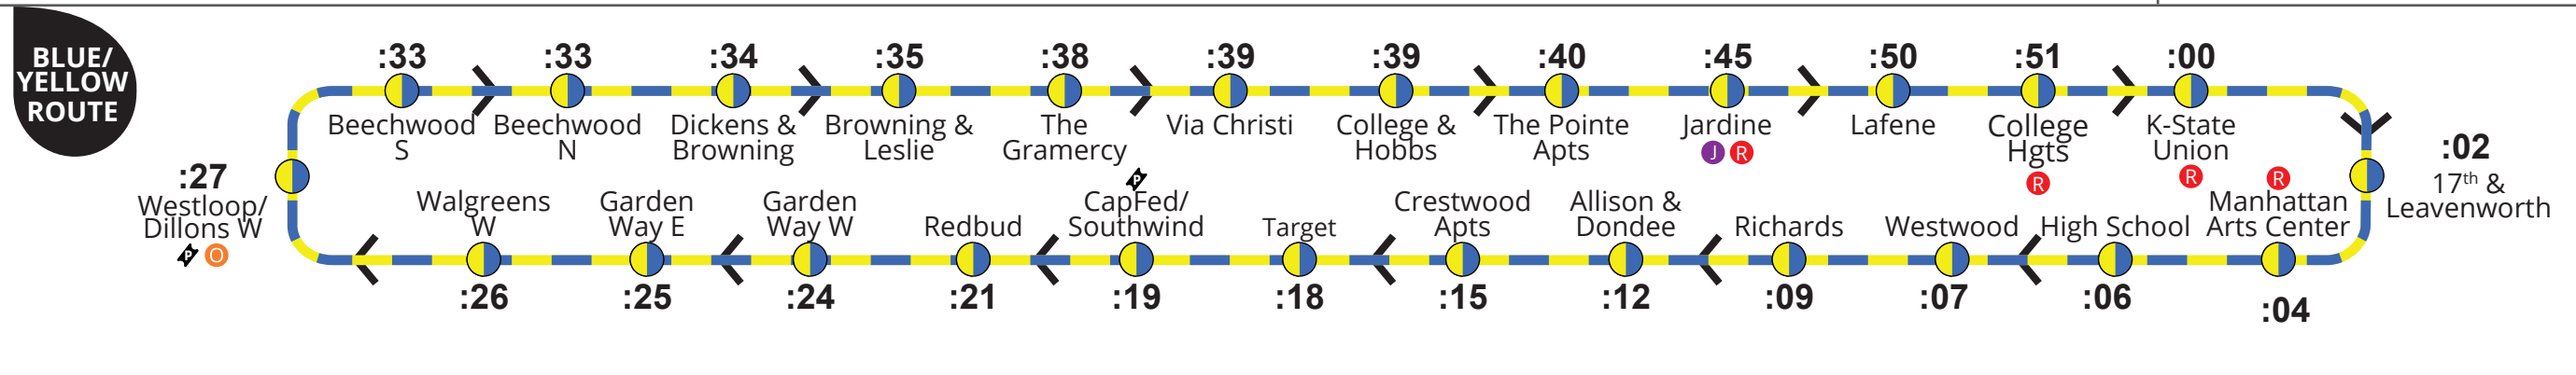 BLUE/
YELLOW
ROUTE
:33
Beechwood
S
:33
Beechwood
N
:34
Dickens &
Browning
:35
Browning &
Leslie
:38
The
Gramercy
:39
Via Christi
:39
College &
Hobbs
:40
The Pointe
Apts
:45
Jardine
J R
:50
Lafene
:51
College
Hgts
R
:00
K-State
Union
R
:02
17th &
Leavenworth
R
Manhattan
Arts Center
:04
High School
:06
Westwood
:07
Richards
:09
Allison &
Dondee
:12
Crestwood
Apts
:15
Target
:18
P
CapFed/
Southwind
:19
Redbud
:21
Garden
Way W
:24
Garden
Way E
:25
Walgreens
W
:26
:27
Westloop/
Dillons W
P O